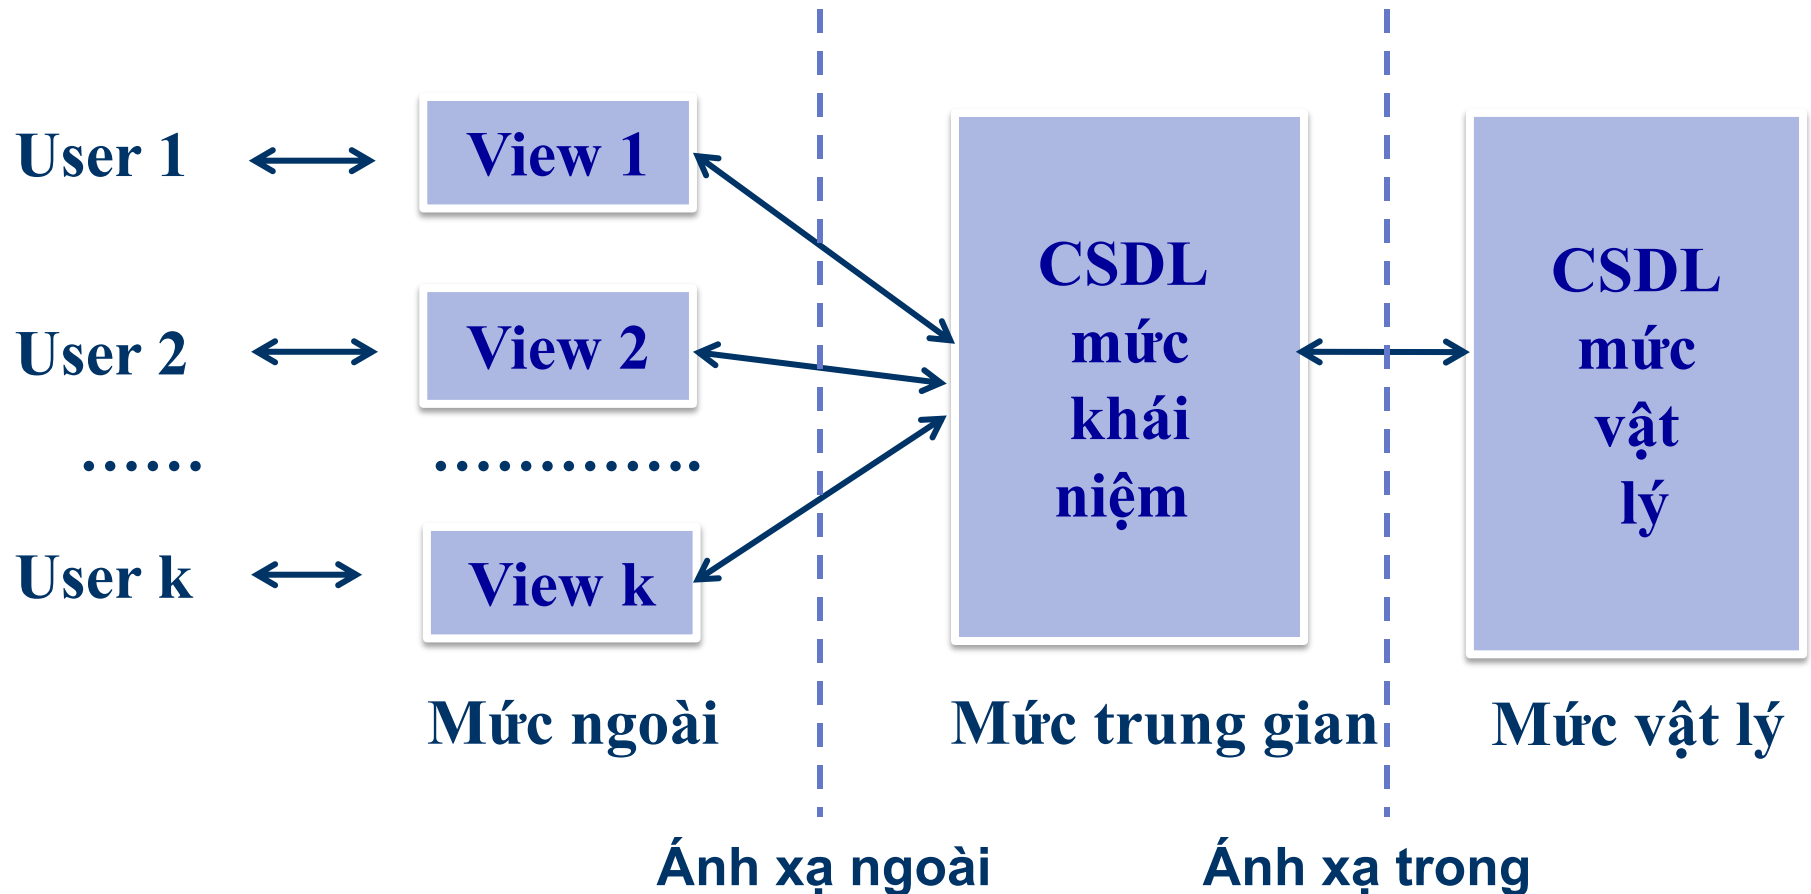 User 1
View 1
User 2
View 2
......
.............
User k
View k
CSDL
mức
khái
niệm
CSDL
mức
vật
lý
Mức ngoài
Mức trung gian
Mức vật lý
Ánh xạ ngoài
Ánh xạ trong